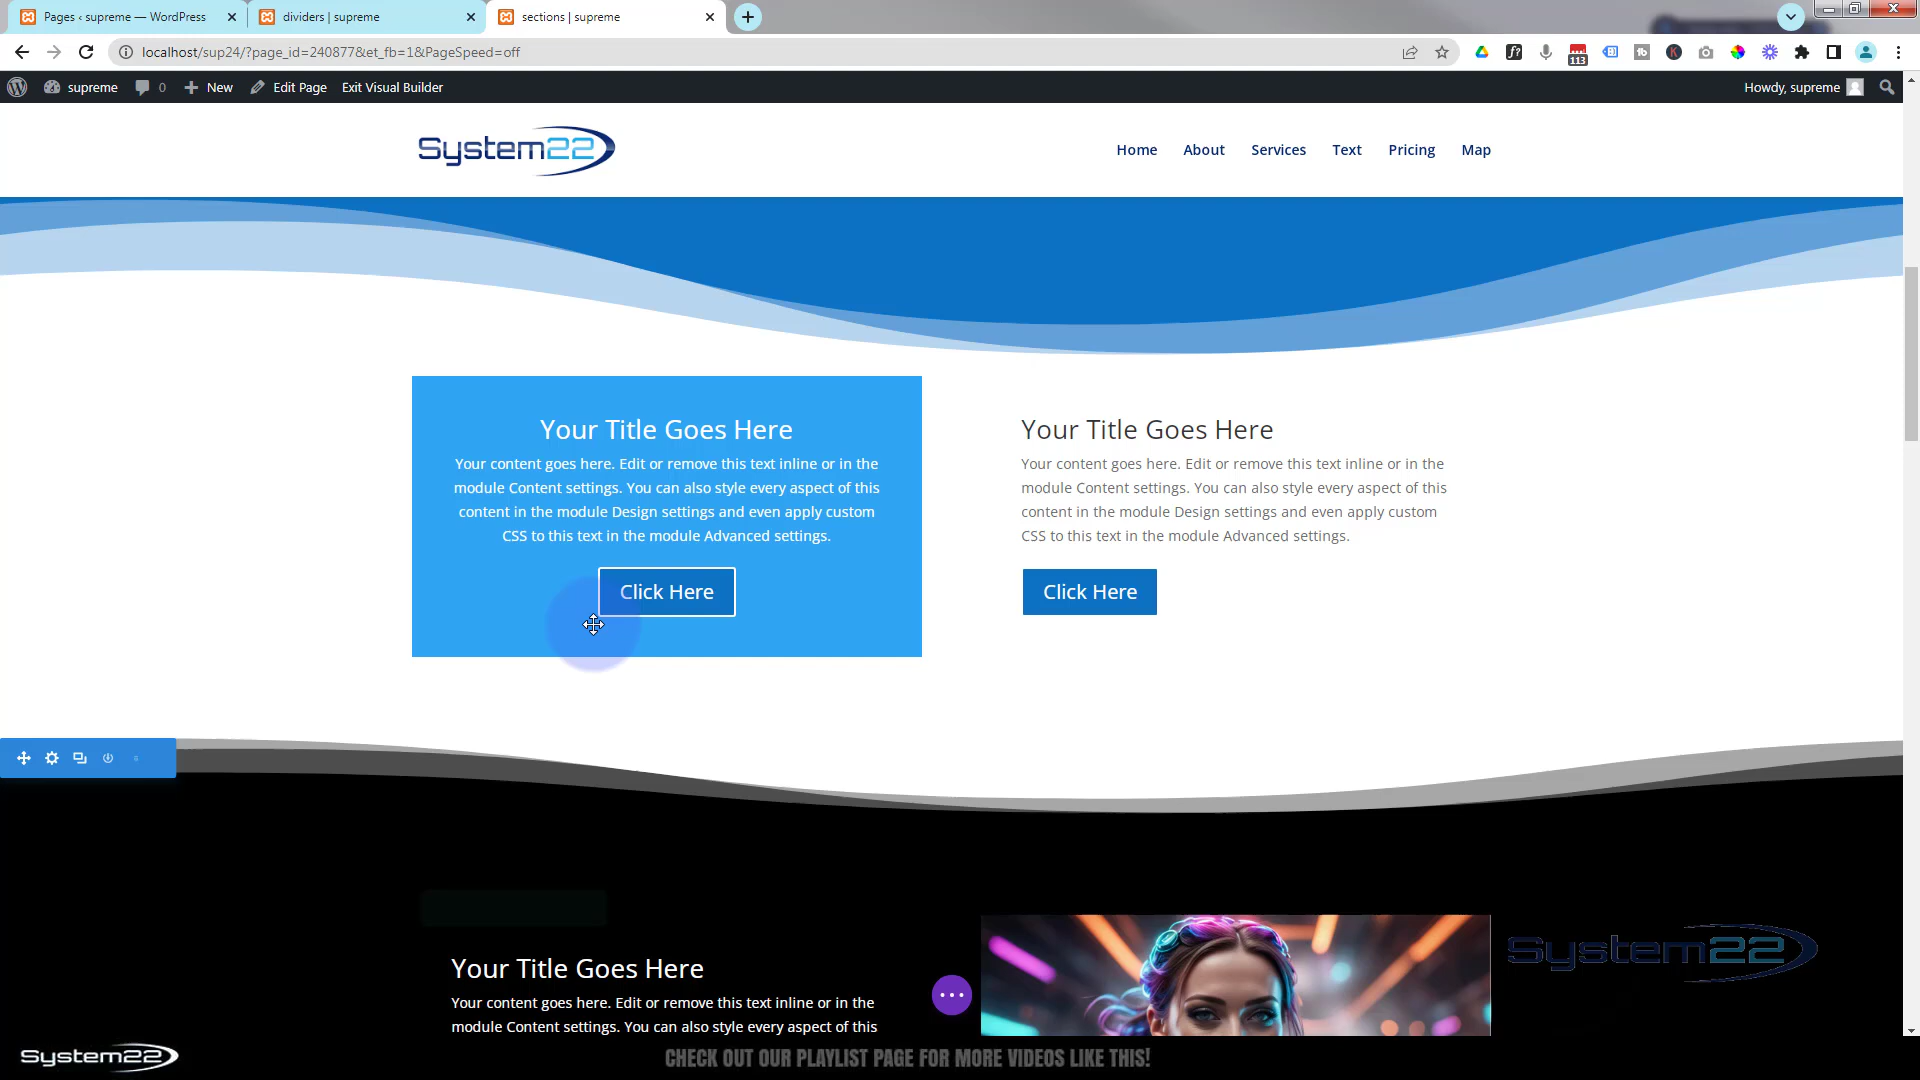 Pages ‹ supreme — WordPress
dividers | supreme
sections | supreme
localhost/sup24/?page_id=240877&et_fb=1&PageSpeed=off
113
supreme
0
New
Edit Page
Exit Visual Builder
Howdy, supreme
System22
Home
About
Services
Text
Pricing
Map
Your Title Goes Here
Your content goes here. Edit or remove this text inline or in the
module Content settings. You can also style every aspect of this
content in the module Design settings and even apply custom
CSS to this text in the module Advanced settings.
Click Here
Your Title Goes Here
Your content goes here. Edit or remove this text inline or in the
module Content settings. You can also style every aspect of this
content in the module Design settings and even apply custom
CSS to this text in the module Advanced settings.
Click Here
Your Title Goes Here
Your content goes here. Edit or remove this text inline or in the
module Content settings. You can also style every aspect of this
System22
System22
CHECK OUT OUR PLAYLIST PAGE FOR MORE VIDEOS LIKE THIS!